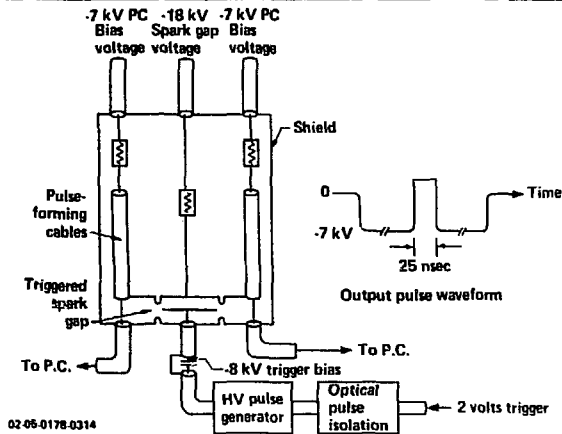 -7 kV PC -18 kV -7 kV PC
Bias Spark gap Bias
voltage voltage voltage
Shield
Pulse-
forming
cables
0
Time
-7 kV
25 nsec
Output pulse waveform
Triggered
spark
gap
To P.C.
To P.C.
-8 kV trigger bias
HV pulse
generator
Optical
pulse
isolation
2 volts trigger
02-05-0178-0314